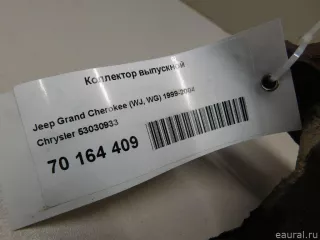 Коллектор выпускной
Jeep Grand Cherokee (WJ, WG) 1999-2004
Chrysler 53030933
70 164 409
eaural.ru